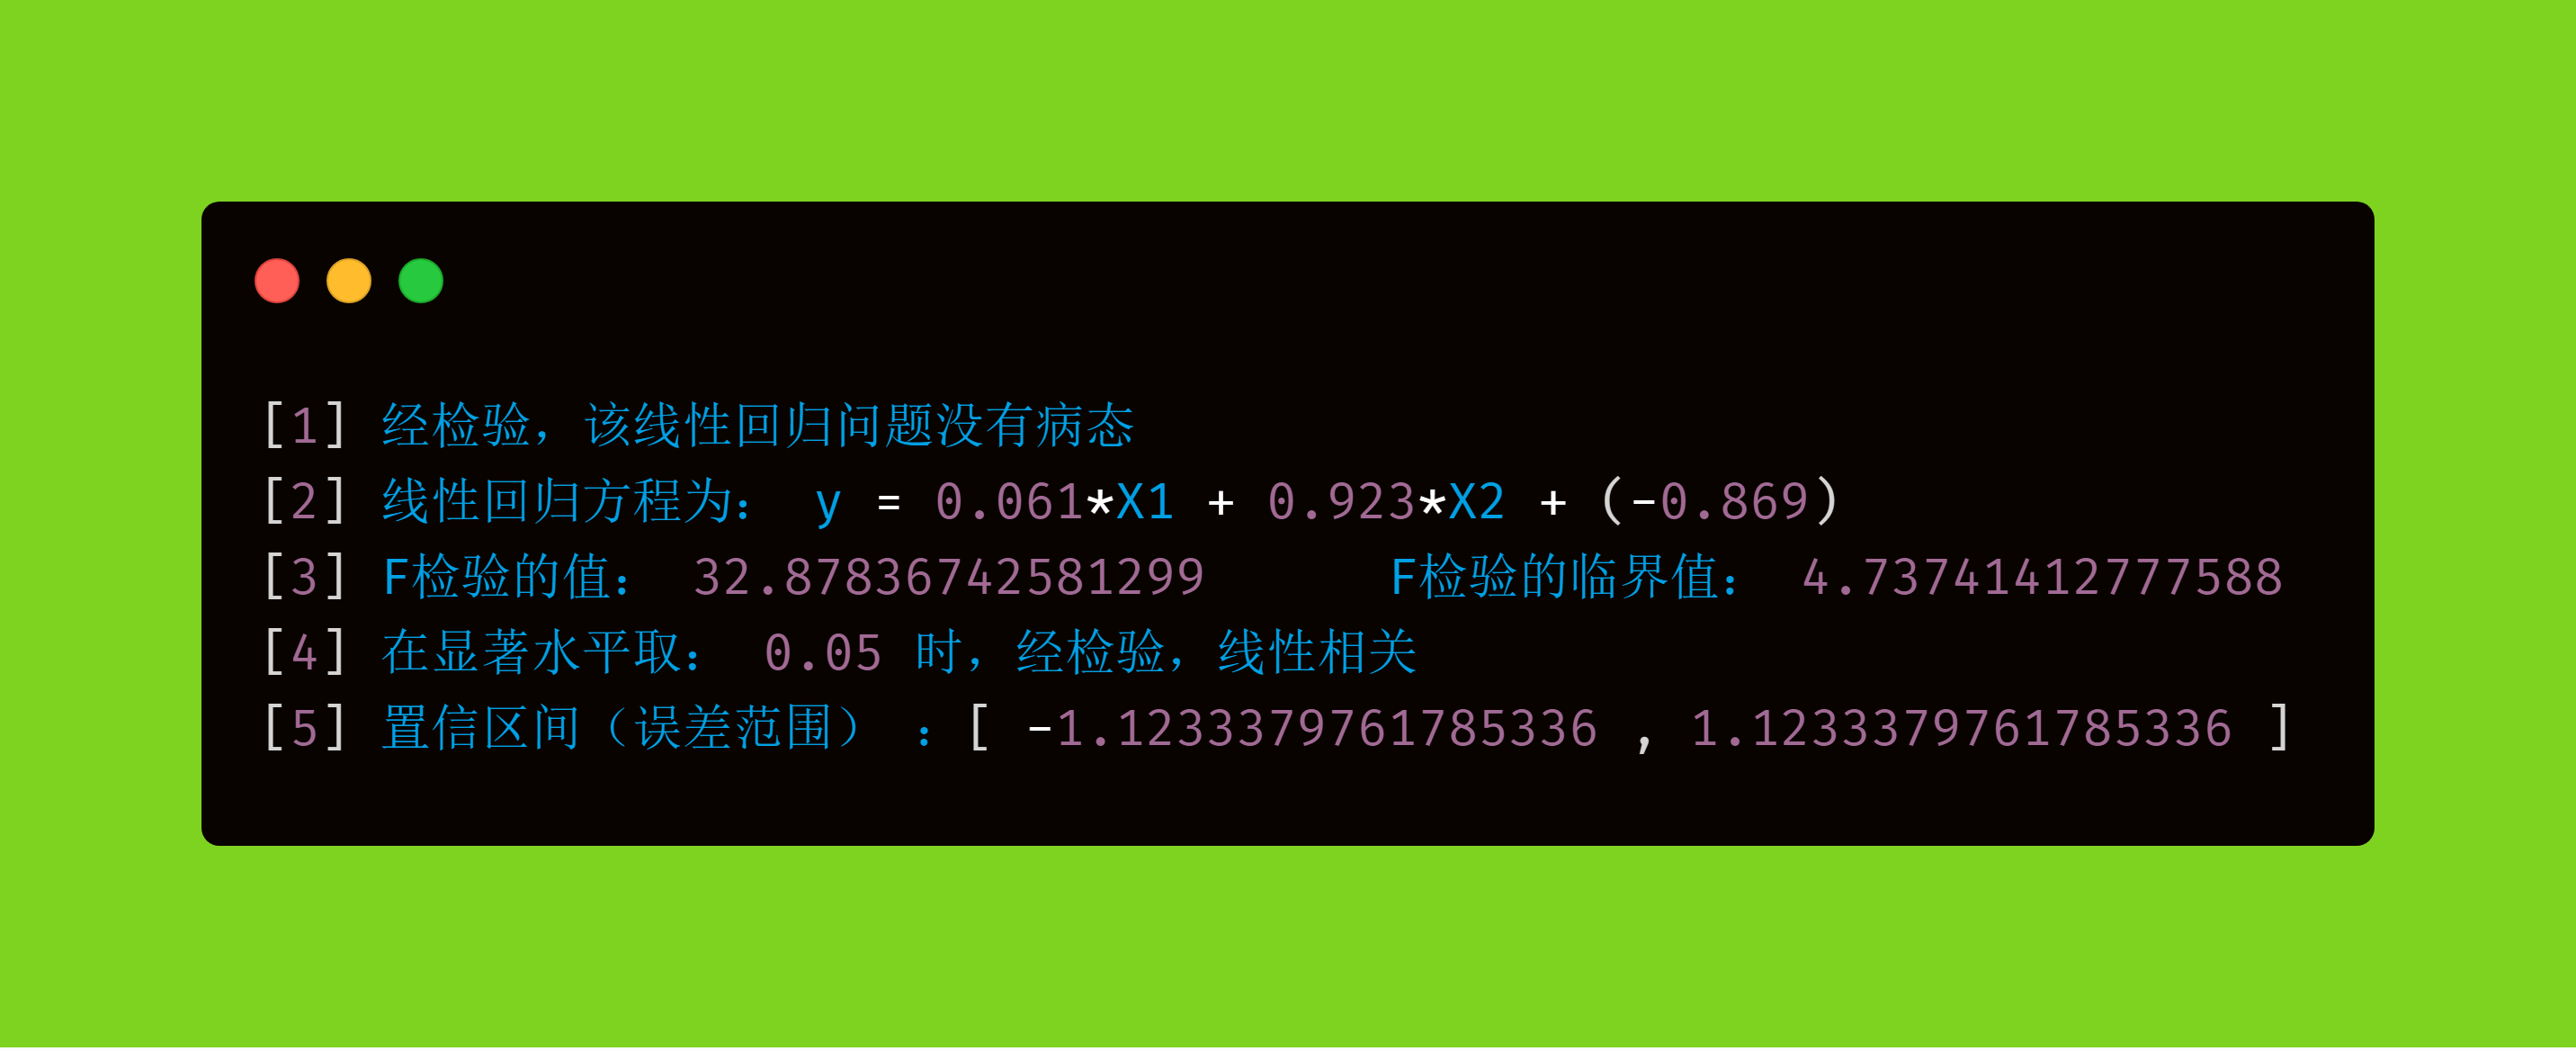 [1] 经检验，该线性回归问题没有病态
[2] 线性回归方程为： y = 0.061*X1 + 0.923*X2 + (-0.869)
[3] F检验的值： 32.87836742581299 F检验的临界值： 4.73741412777588
[4] 在显著水平取： 0.05 时，经检验，线性相关
[5] 置信区间（误差范围） ：[ -1.1233379761785336 , 1.1233379761785336 ]